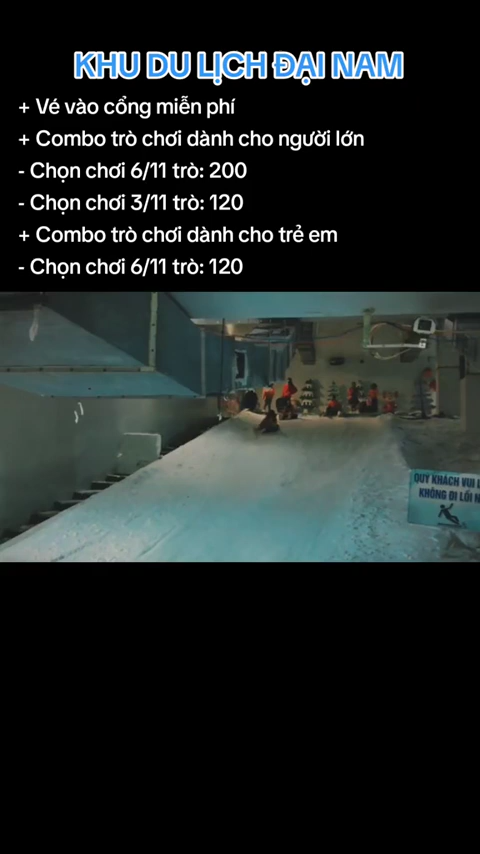 KHU DU LỊCH ĐẠI NAM
+ Vé vào cổng miễn phí
+ Combo trò chơi dành cho người lớn
- Chọn chơi 6/11 trò: 200
- Chọn chơi 3/11 trò: 120
+ Combo trò chơi dành cho trẻ em
- Chọn chơi 6/11 trò: 120
QUÝ KHÁCH VUI
KHÔNG ĐI LỐI